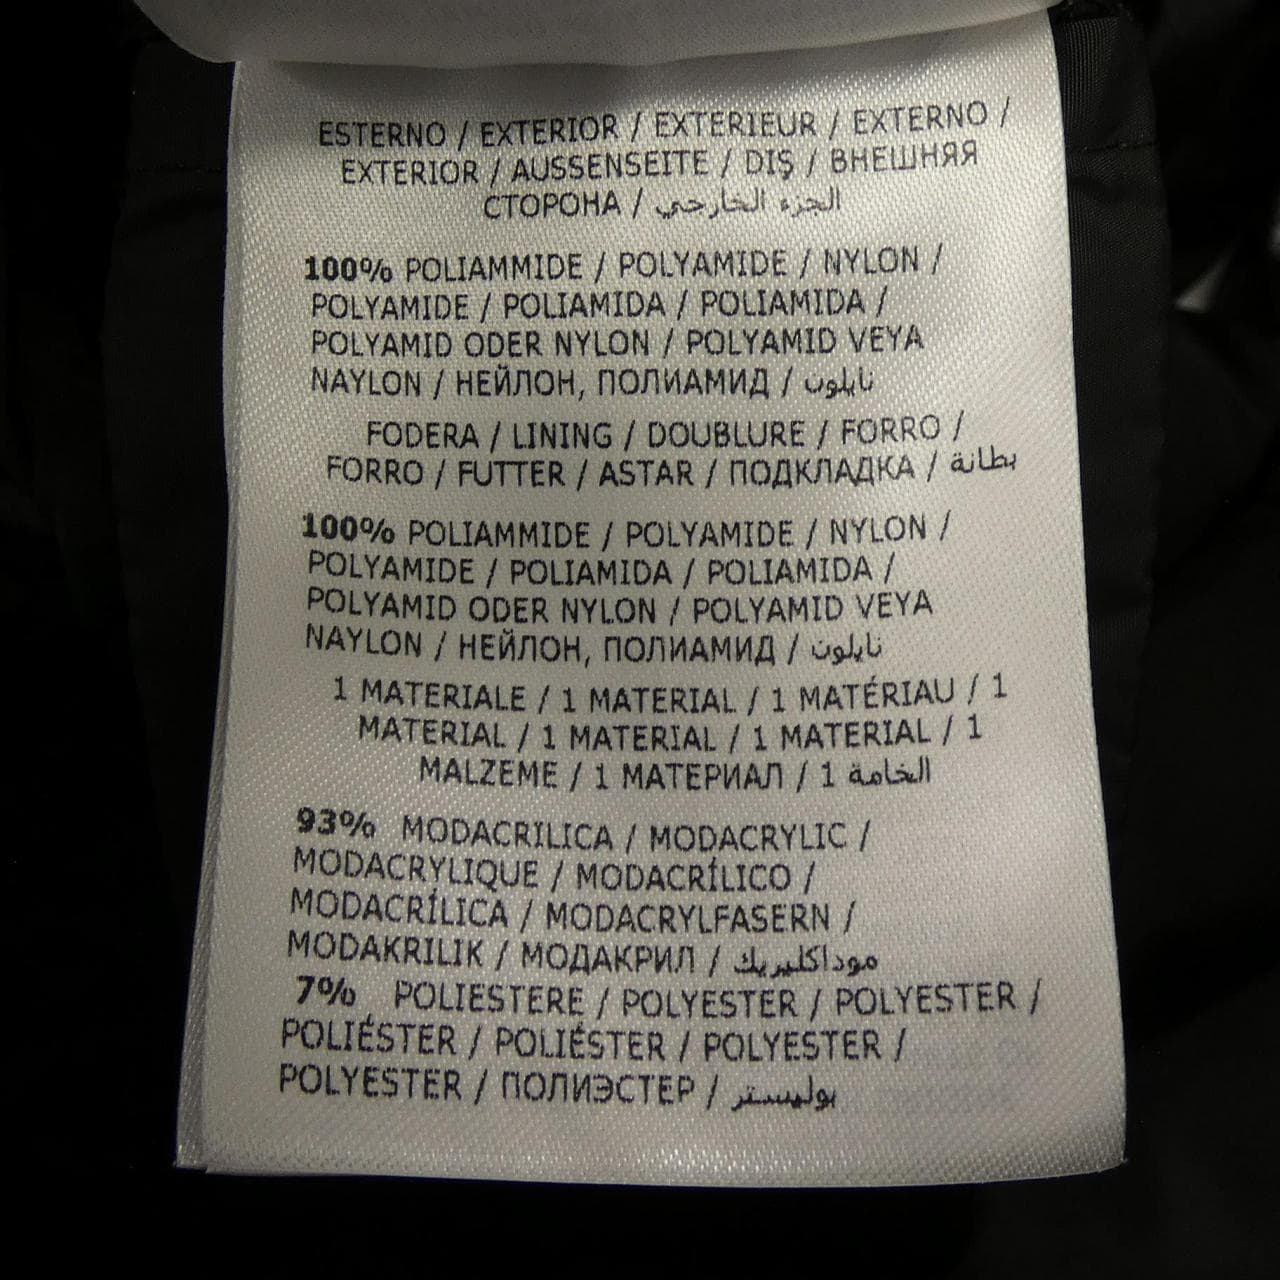 ESTERNO / EXTERIOR / EXTERIEUR / EXTERNO /
EXTERIOR / AUSSENSEITE / DIŞ / ВНЕШНЯЯ
СТОРОНА / الجزء الخارجي
100% POLIAMMIDE / POLYAMIDE / NYLON /
POLYAMIDE / POLIAMIDA / POLIAMIDA /
POLYAMID ODER NYLON / POLYAMID VEYA
NAYLON / НЕЙЛОН, ПОЛИАМИД / نايلون
FODERA / LINING / DOUBLURE / FORRO /
FORRO / FUTTER / ASTAR / ПОДКЛАДКА / بطانة
100% POLIAMMIDE / POLYAMIDE / NYLON /
POLYAMIDE / POLIAMIDA / POLIAMIDA /
POLYAMID ODER NYLON / POLYAMID VEYA
NAYLON / НЕЙЛОН, ПОЛИАМИД / نايلون
1 MATERIALE / 1 MATERIAL / 1 MATÉRIAU / 1
MATERIAL / 1 MATERIAL / 1 MATERIAL / 1
MALZEME / 1 МАТЕРИАЛ / 1 الخامة
93% MODACRILICA / MODACRYLIC /
MODACRYLIQUE / MODACRÍLICO /
MODACRÍLICA / MODACRYLFASERN /
MODAKRILIK / МОДАКРИЛ / موداكليريك
7% POLIESTERE / POLYESTER / POLYESTER /
POLIÉSTER / POLIÉSTER / POLYESTER /
POLYESTER / ПОЛИЭСТЕР / بوليستر